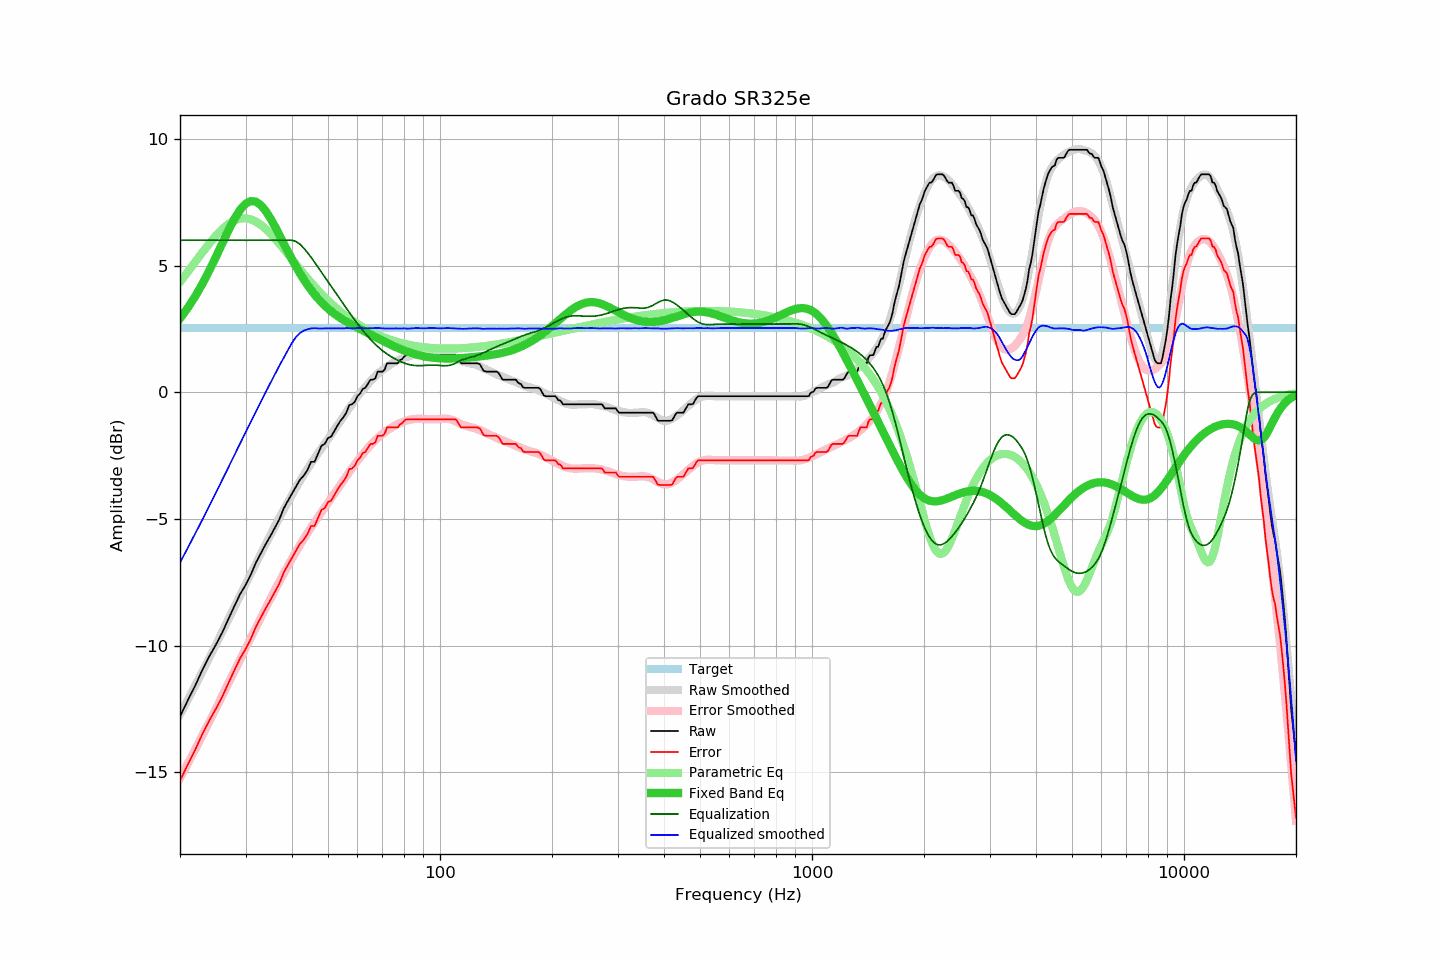 Grado SR325e
10
5
0
−5
−10
−15
Amplitude (dBr)
100
1000
10000
Frequency (Hz)
Target
Raw Smoothed
Error Smoothed
Raw
Error
Parametric Eq
Fixed Band Eq
Equalization
Equalized smoothed